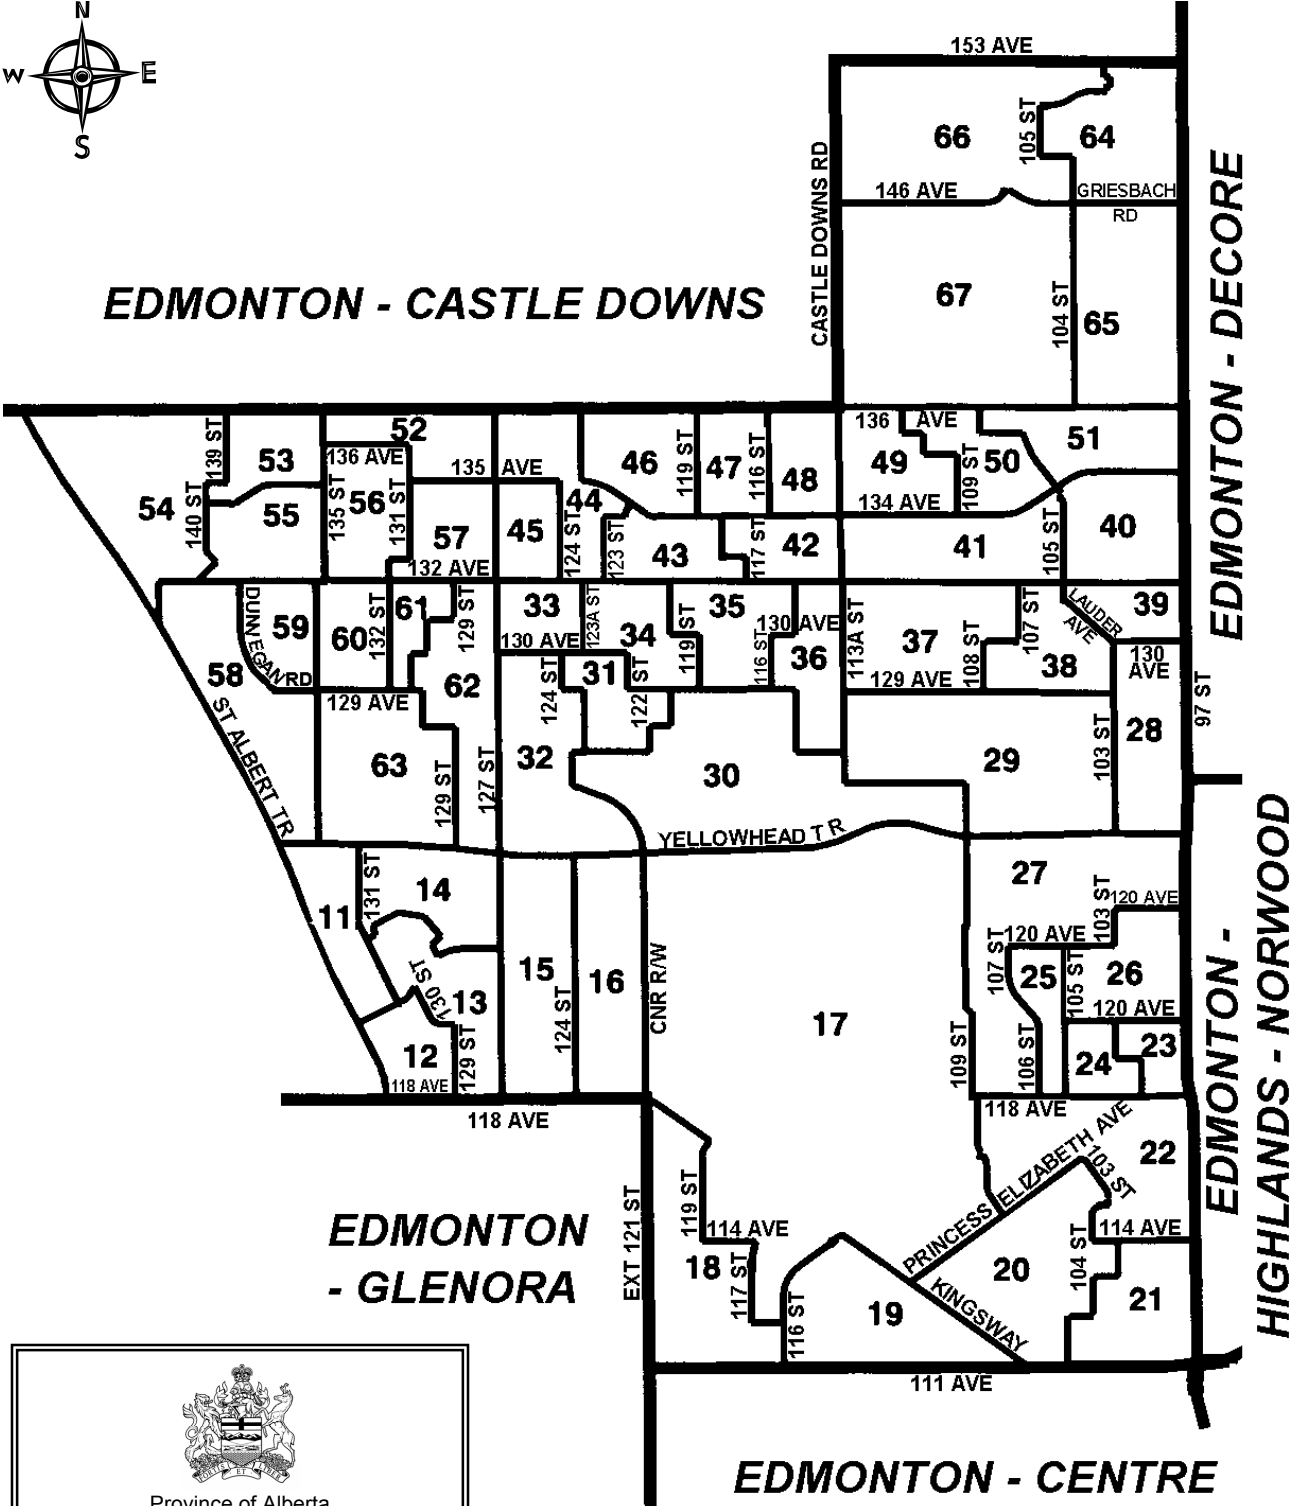 N
W E
S
153 AVE
66
105 ST
64
CASTLE DOWNS RD
146 AVE
GRIESBACH
RD
EDMONTON - DECORE
67
104 ST
65
EDMONTON - CASTLE DOWNS
139 ST
53
52
136 AVE
135 AVE
46
119 ST
47
116 ST
48
136 AVE
49
109 ST
50
51
54
140 ST
55
135 ST
56
131 ST
57
132 AVE
45
44
124 ST
123 ST
43
117 ST
42
134 AVE
41
105 ST
40
DUNNEGAN RD
59
60
132 ST
61
129 ST
33
130 AVE
123A ST
34
119 ST
35
130 AVE
116 ST
36
113A ST
37
108 ST
107 ST
38
LAUDER
AVE
39
130
AVE
58
129 AVE
62
124 ST
31
122 ST
129 AVE
97 ST
ST ALBERT TR
63
129 ST
127 ST
32
30
29
103 ST
28
YELLOWHEAD TR
131 ST
14
11
27
103 ST
120 AVE
120 AVE
107 ST
25
105 ST
26
120 AVE
130 ST
13
15
124 ST
16
CNR R/W
17
109 ST
106 ST
24
23
12
129 ST
118 AVE
118 AVE
118 AVE
EDMONTON -
HIGHLANDS - NORWOOD
22
PRINCESS ELIZABETH AVE
103 ST
119 ST
114 AVE
114 AVE
EDMONTON
- GLENORA
EXT 121 ST
18
117 ST
116 ST
19
KINGSWAY
20
104 ST
21
111 AVE
EDMONTON - CENTRE
FORTIS ET LIBER
Province of Alberta